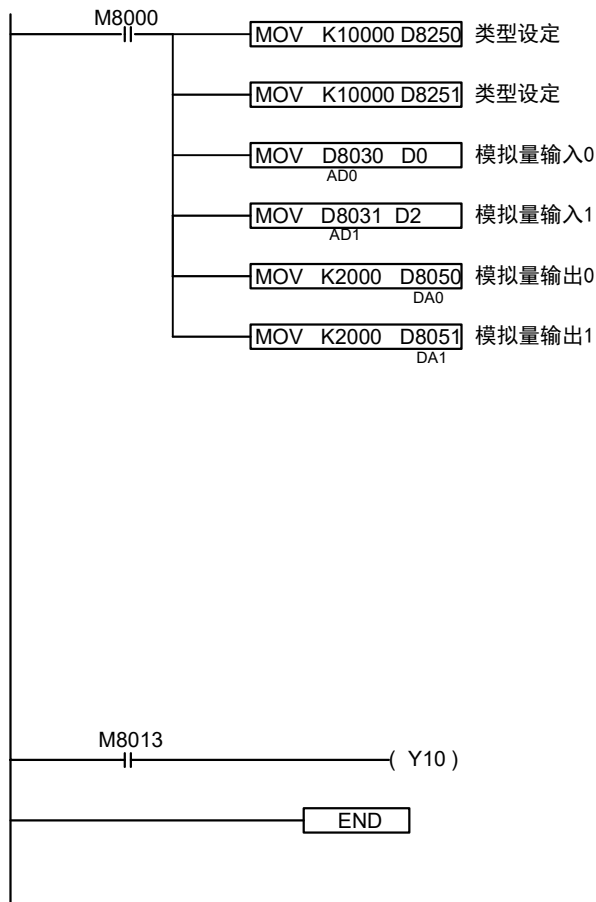 M8000
MOV K10000 D8250 类型设定
MOV K10000 D8251 类型设定
MOV D8030 D0 模拟量输入0
AD0
MOV D8031 D2 模拟量输入1
AD1
MOV K2000 D8050 模拟量输出0
DA0
MOV K2000 D8051 模拟量输出1
DA1
M8013
( Y10 )
END